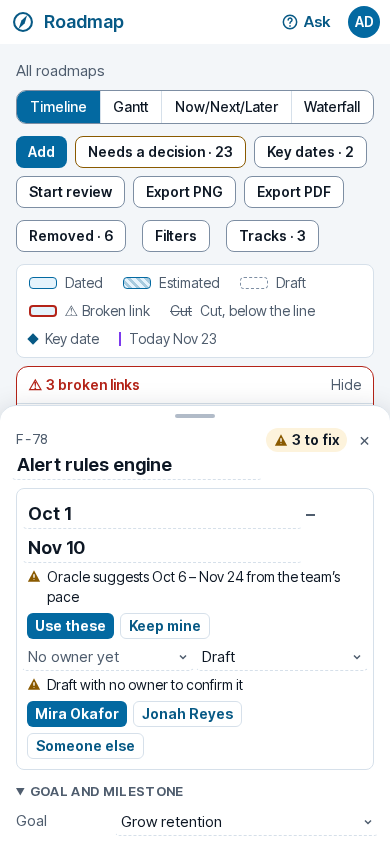 Roadmap
Ask
AD
All roadmaps
Timeline Gantt Now/Next/Later Waterfall
Add Needs a decision · 23 Key dates · 2
Start review Export PNG Export PDF
Removed · 6 Filters Tracks · 3
Dated Estimated Draft
⚠ Broken link Cut Cut, below the line
Key date Today Nov 23
⚠ 3 broken links Hide
F-78 3 to fix ×
Alert rules engine
Oct 1 –
Nov 10
Oracle suggests Oct 6 – Nov 24 from the team's
pace
Use these Keep mine
No owner yet Draft
Draft with no owner to confirm it
Mira Okafor Jonah Reyes
Someone else
▼ GOAL AND MILESTONE
Goal Grow retention